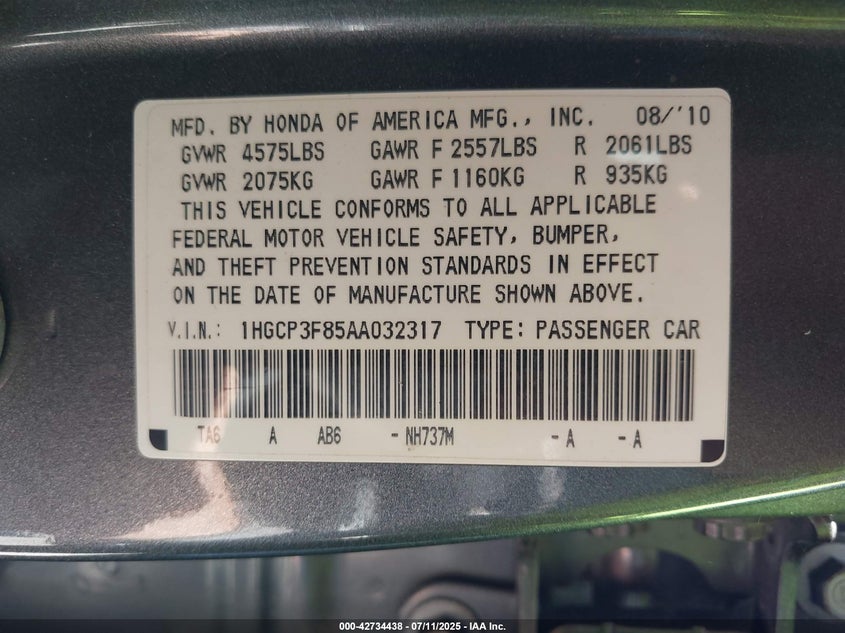 MFD. BY HONDA OF AMERICA MFG., INC. 08/'10
GVWR 4575LBS GAWR F 2557LBS R 2061LBS
GVWR 2075KG GAWR F 1160KG R 935KG
THIS VEHICLE CONFORMS TO ALL APPLICABLE
FEDERAL MOTOR VEHICLE SAFETY, BUMPER,
AND THEFT PREVENTION STANDARDS IN EFFECT
ON THE DATE OF MANUFACTURE SHOWN ABOVE.
V.I.N.: 1HGCP3F85AA032317 TYPE: PASSENGER CAR
TA6 A AB6 - NH737M - A - A
000-42734438 - 07/11/2025 - IAA Inc.